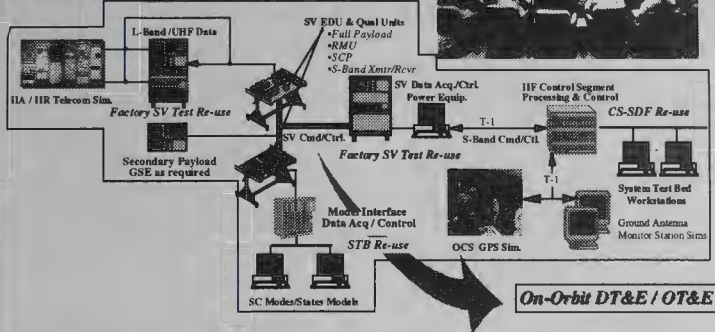 L-Band /UHF Data
IIA / IIR Telecom Sim.
Factory SV Test Re-use
Secondary Payload
GSE as required
SV EDU & Qual Units
•Full Payload
•RMU
•SCP
•S-Band Xmtr/Rcvr
SV Data Acq./Ctrl.
Power Equip.
SV Cmd/Ctrl.
Factory SV Test Re-use
T-1
S-Band Cmd/Ctl.
IIF Control Segment
Processing & Control
CS-SDF Re-use
System Test Bed
Workstations
T-1
Ground Antenna
Monitor Station Sims
OCS GPS Sim.
Model Interface
Data Acq / Control
STB Re-use
SC Modes/States Models
On-Orbit DT&E / OT&E